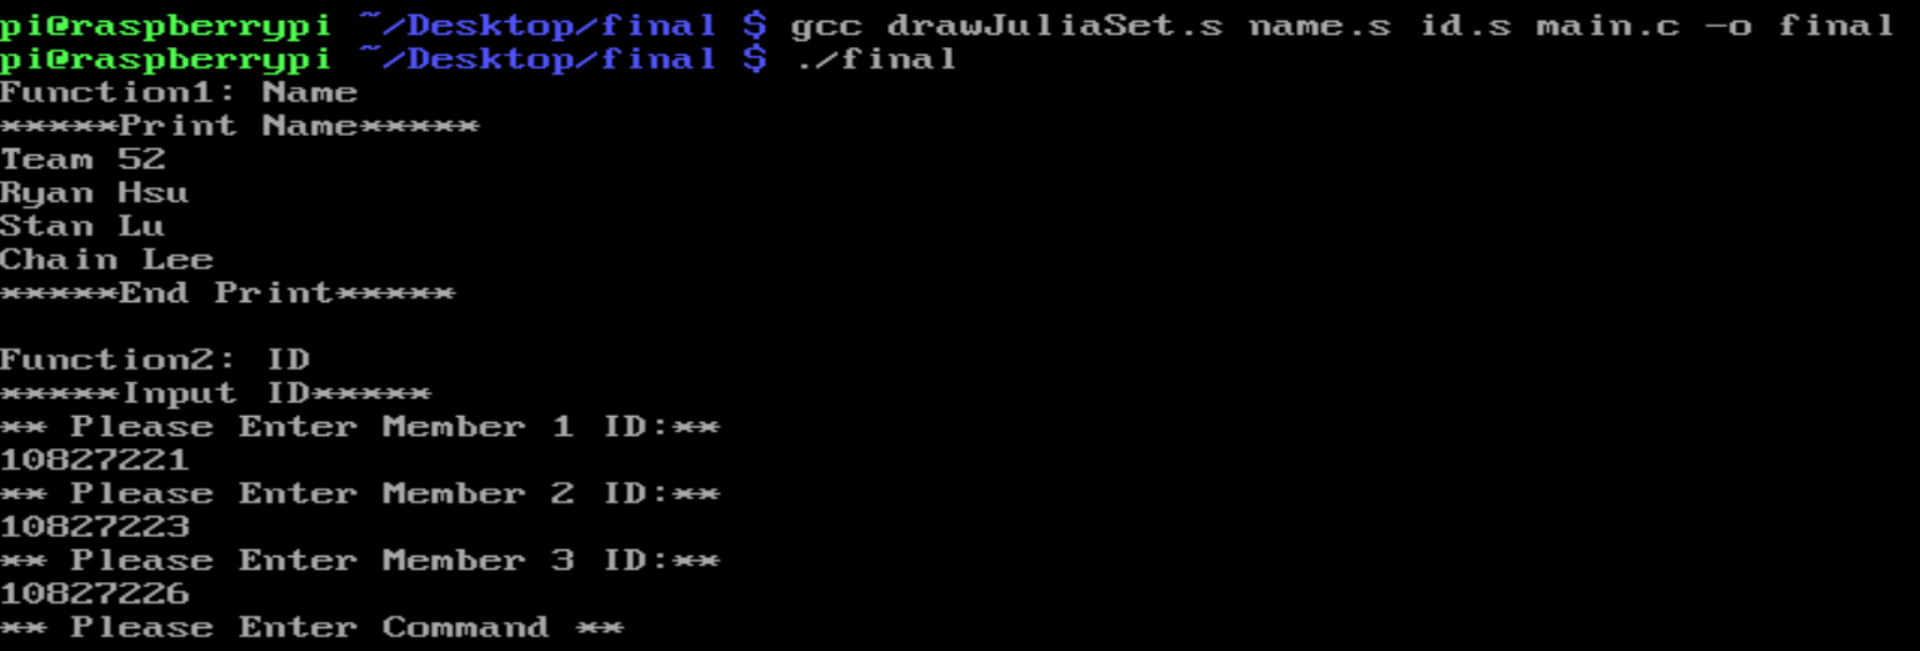 pi@raspberrypi ~/Desktop/final $ gcc drawJuliaSet.s name.s id.s main.c -o final
pi@raspberrypi ~/Desktop/final $ ./final
Function1: Name
*****Print Name*****
Team 52
Ryan Hsu
Stan Lu
Chain Lee
*****End Print*****
Function2: ID
*****Input ID*****
** Please Enter Member 1 ID:**
10827221
** Please Enter Member 2 ID:**
10827223
** Please Enter Member 3 ID:**
10827226
** Please Enter Command **